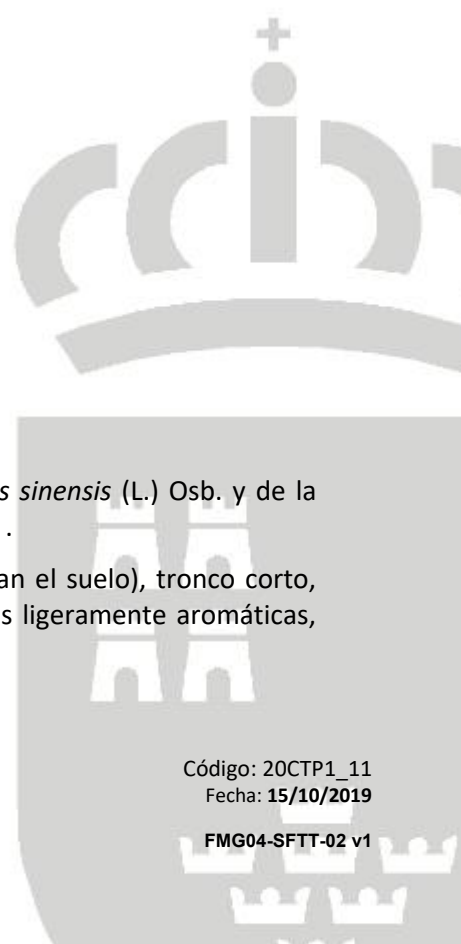 s sinensis (L.) Osb. y de la
.
an el suelo), tronco corto,
s ligeramente aromáticas,
Código: 20CTP1_11
Fecha: 15/10/2019
FMG04-SFTT-02 v1